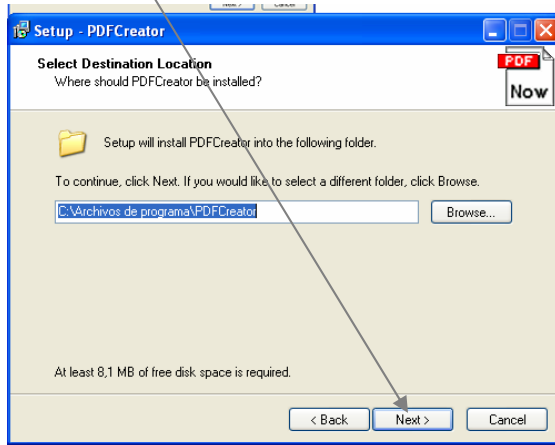 Next > Cancel
Setup - PDFCreator
Select Destination Location
Where should PDFCreator be installed?
PDF
Now
Setup will install PDFCreator into the following folder.
To continue, click Next. If you would like to select a different folder, click Browse.
C:\Archivos de programa\PDFCreator
Browse...
At least 8,1 MB of free disk space is required.
< Back Next > Cancel